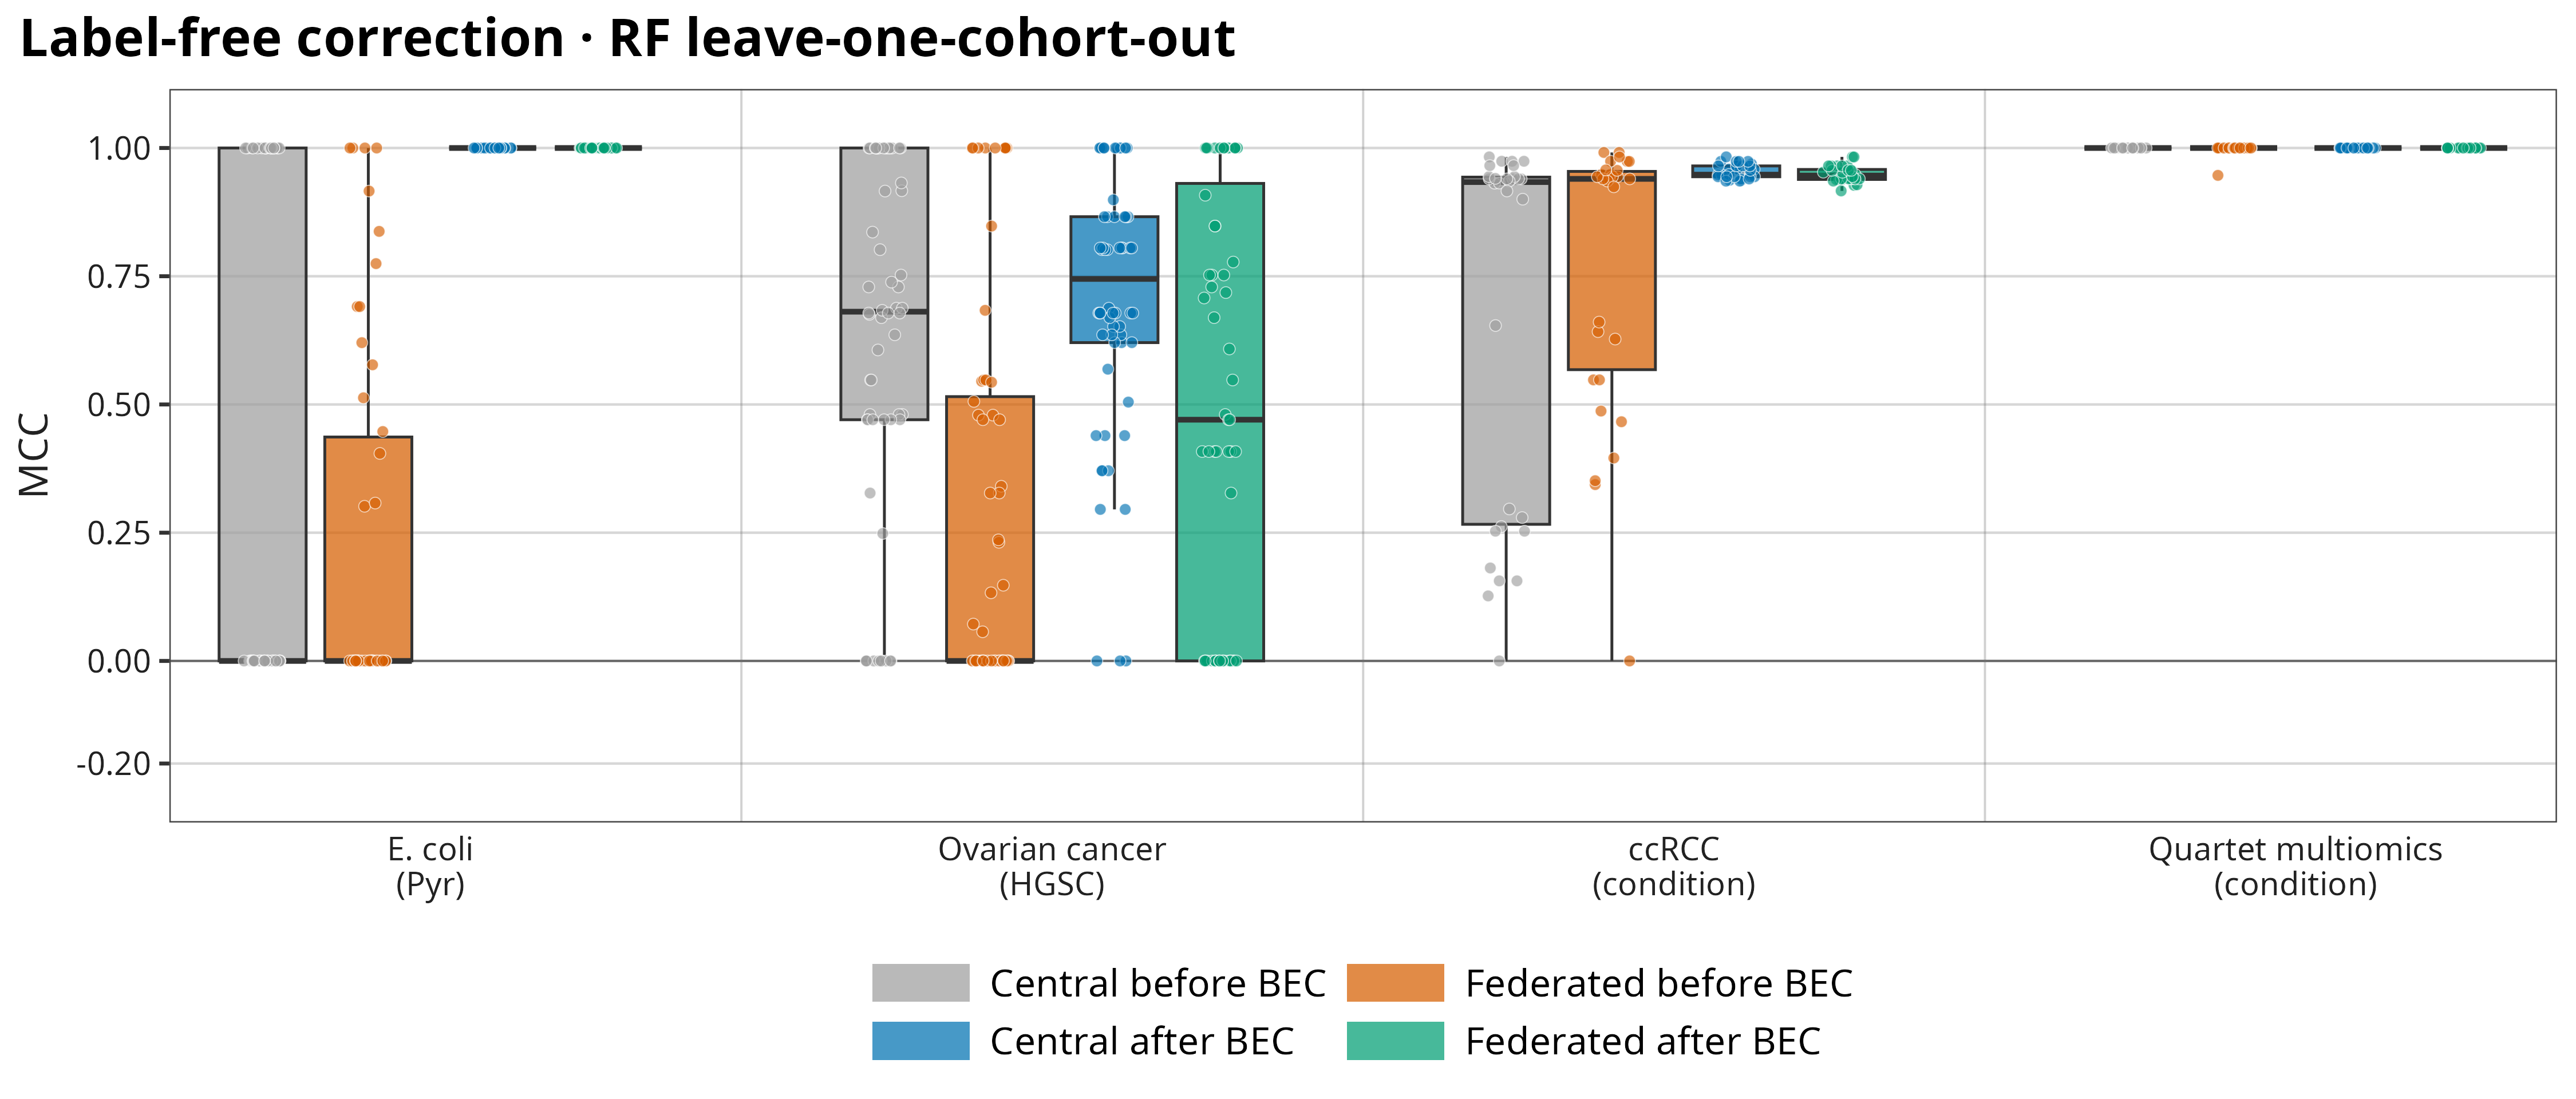 Label-free correction · RF leave-one-cohort-out
MCC
1.00
0.75
0.50
0.25
0.00
-0.20
E. coli
(Pyr)
Ovarian cancer
(HGSC)
ccRCC
(condition)
Quartet multiomics
(condition)
Central before BEC
Federated before BEC
Central after BEC
Federated after BEC